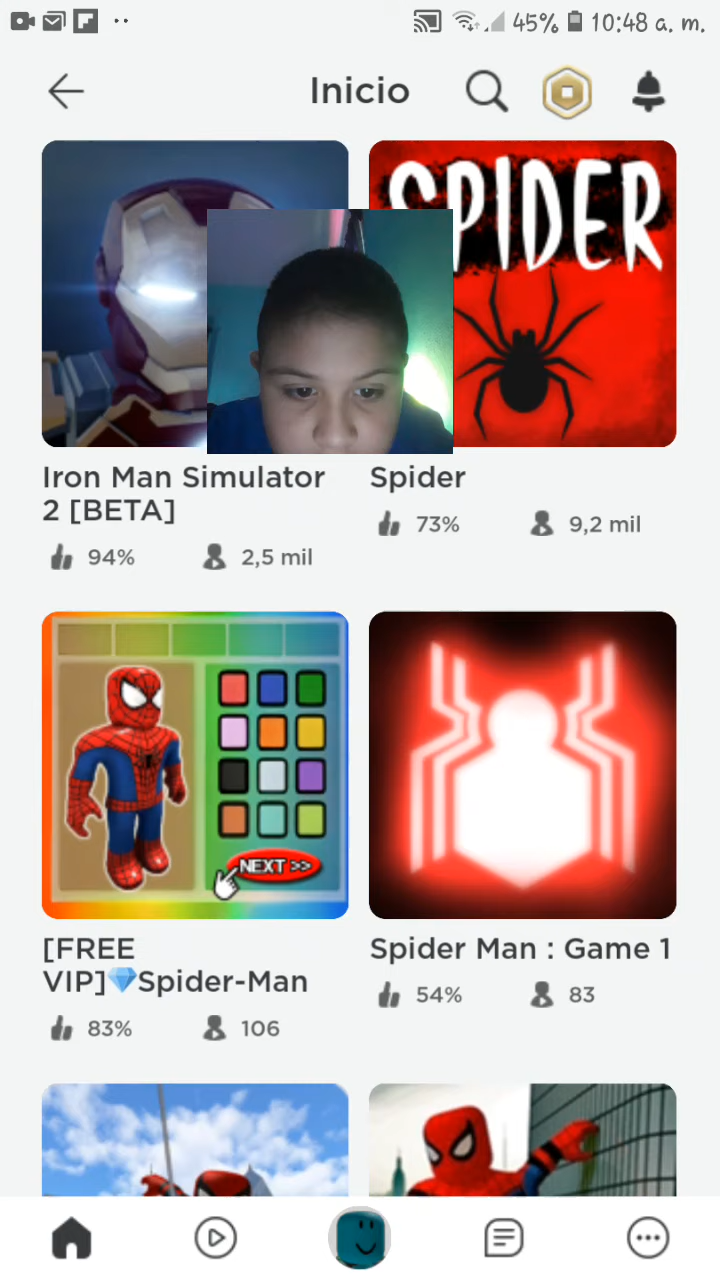 45% 10:48 a. m.
Inicio
SPIDER
Iron Man Simulator
2 [BETA]
94% 2,5 mil
Spider
73% 9,2 mil
NEXT >>
[FREE
VIP]💎Spider-Man
83% 106
Spider Man : Game 1
54% 83